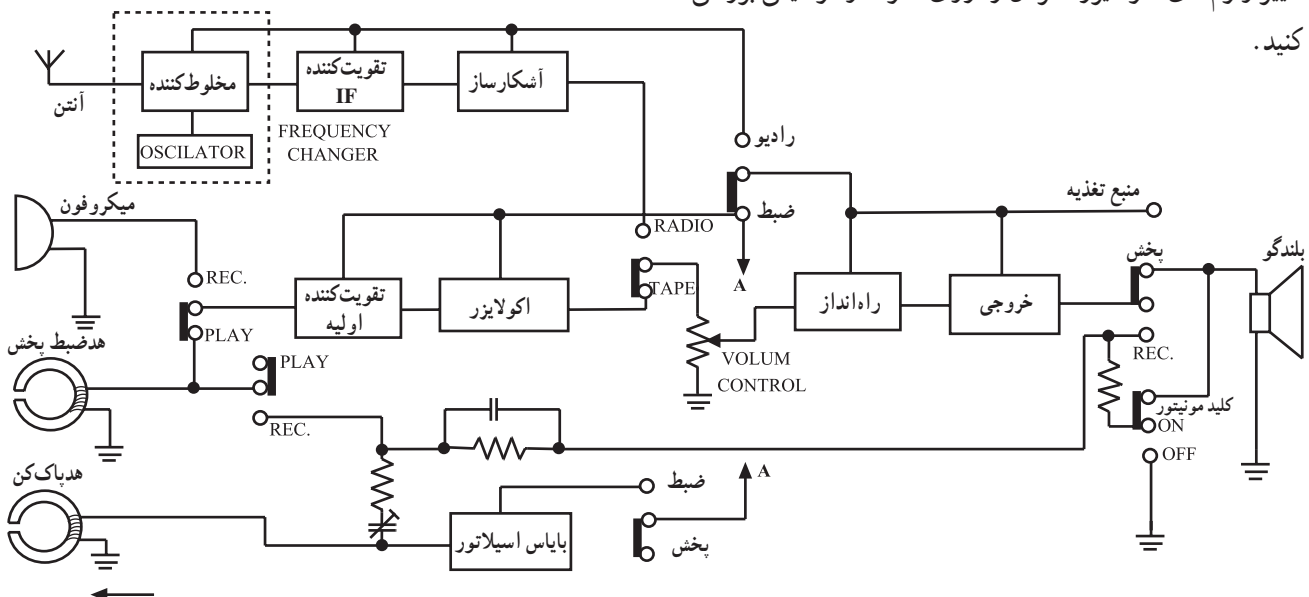 کنید.
آنتن
مخلوط‌کننده
OSCILATOR
تقویت‌کننده
IF
FREQUENCY
CHANGER
آشکارساز
رادیو
ضبط
A
منبع تغذیه
میکروفون
REC.
PLAY
تقویت‌کننده
اولیه
اکولایزر
RADIO
TAPE
VOLUM
CONTROL
راه‌انداز
خروجی
پخش
REC.
بلندگو
کلید مونیتور
ON
OFF
هدضبط پخش
PLAY
REC.
هدپاک‌کن
بایاس اسیلاتور
ضبط
پخش
A